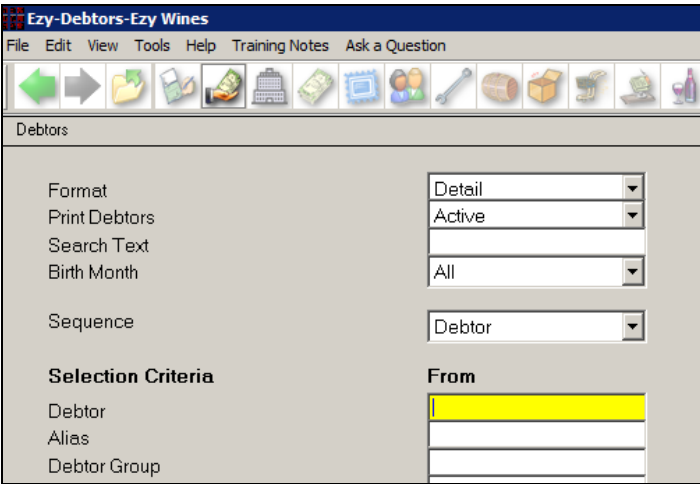 Ezy-Debtors-Ezy Wines
File Edit View Tools Help Training Notes Ask a Question
Debtors
Format Detail
Print Debtors Active
Search Text
Birth Month All
Sequence Debtor
Selection Criteria From
Debtor
Alias
Debtor Group